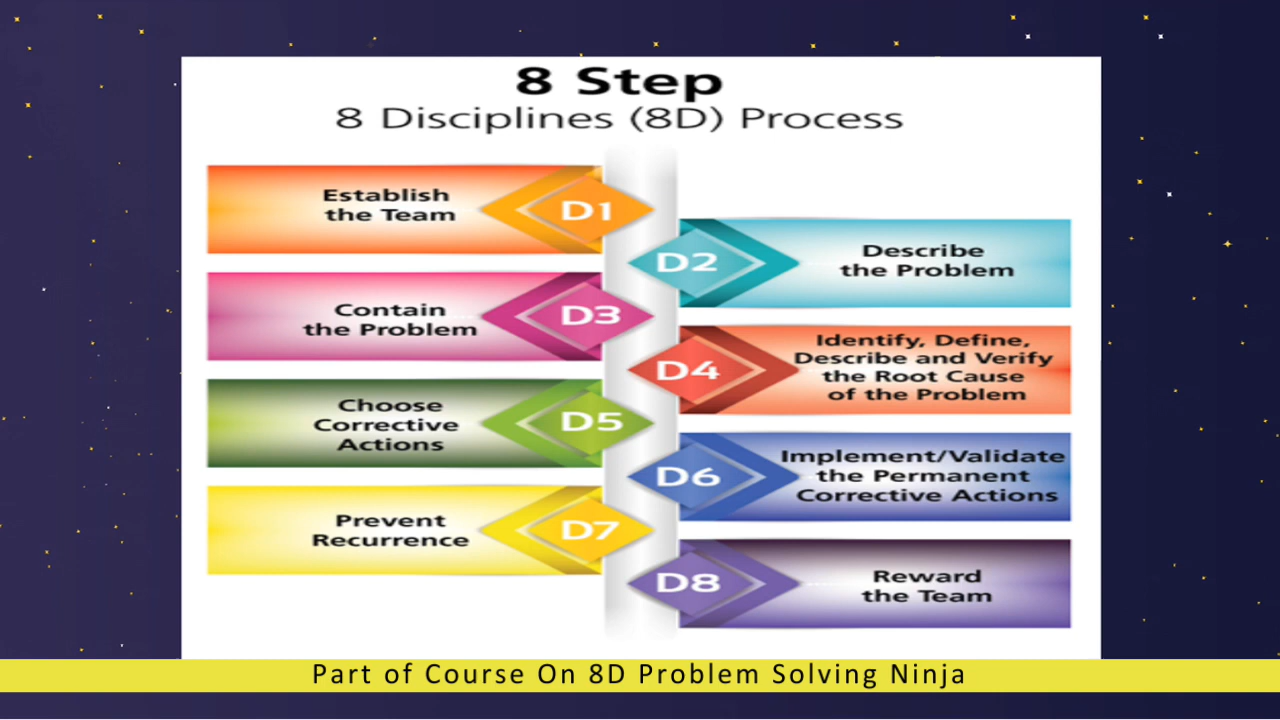 8 Step
8 Disciplines (8D) Process
Establish
the Team
D1
D2
Describe
the Problem
Contain
the Problem
D3
D4
Identify, Define,
Describe and Verify
the Root Cause
of the Problem
Choose
Corrective
Actions
D5
D6
Implement/Validate
the Permanent
Corrective Actions
Prevent
Recurrence
D7
D8
Reward
the Team
Part of Course On 8D Problem Solving Ninja